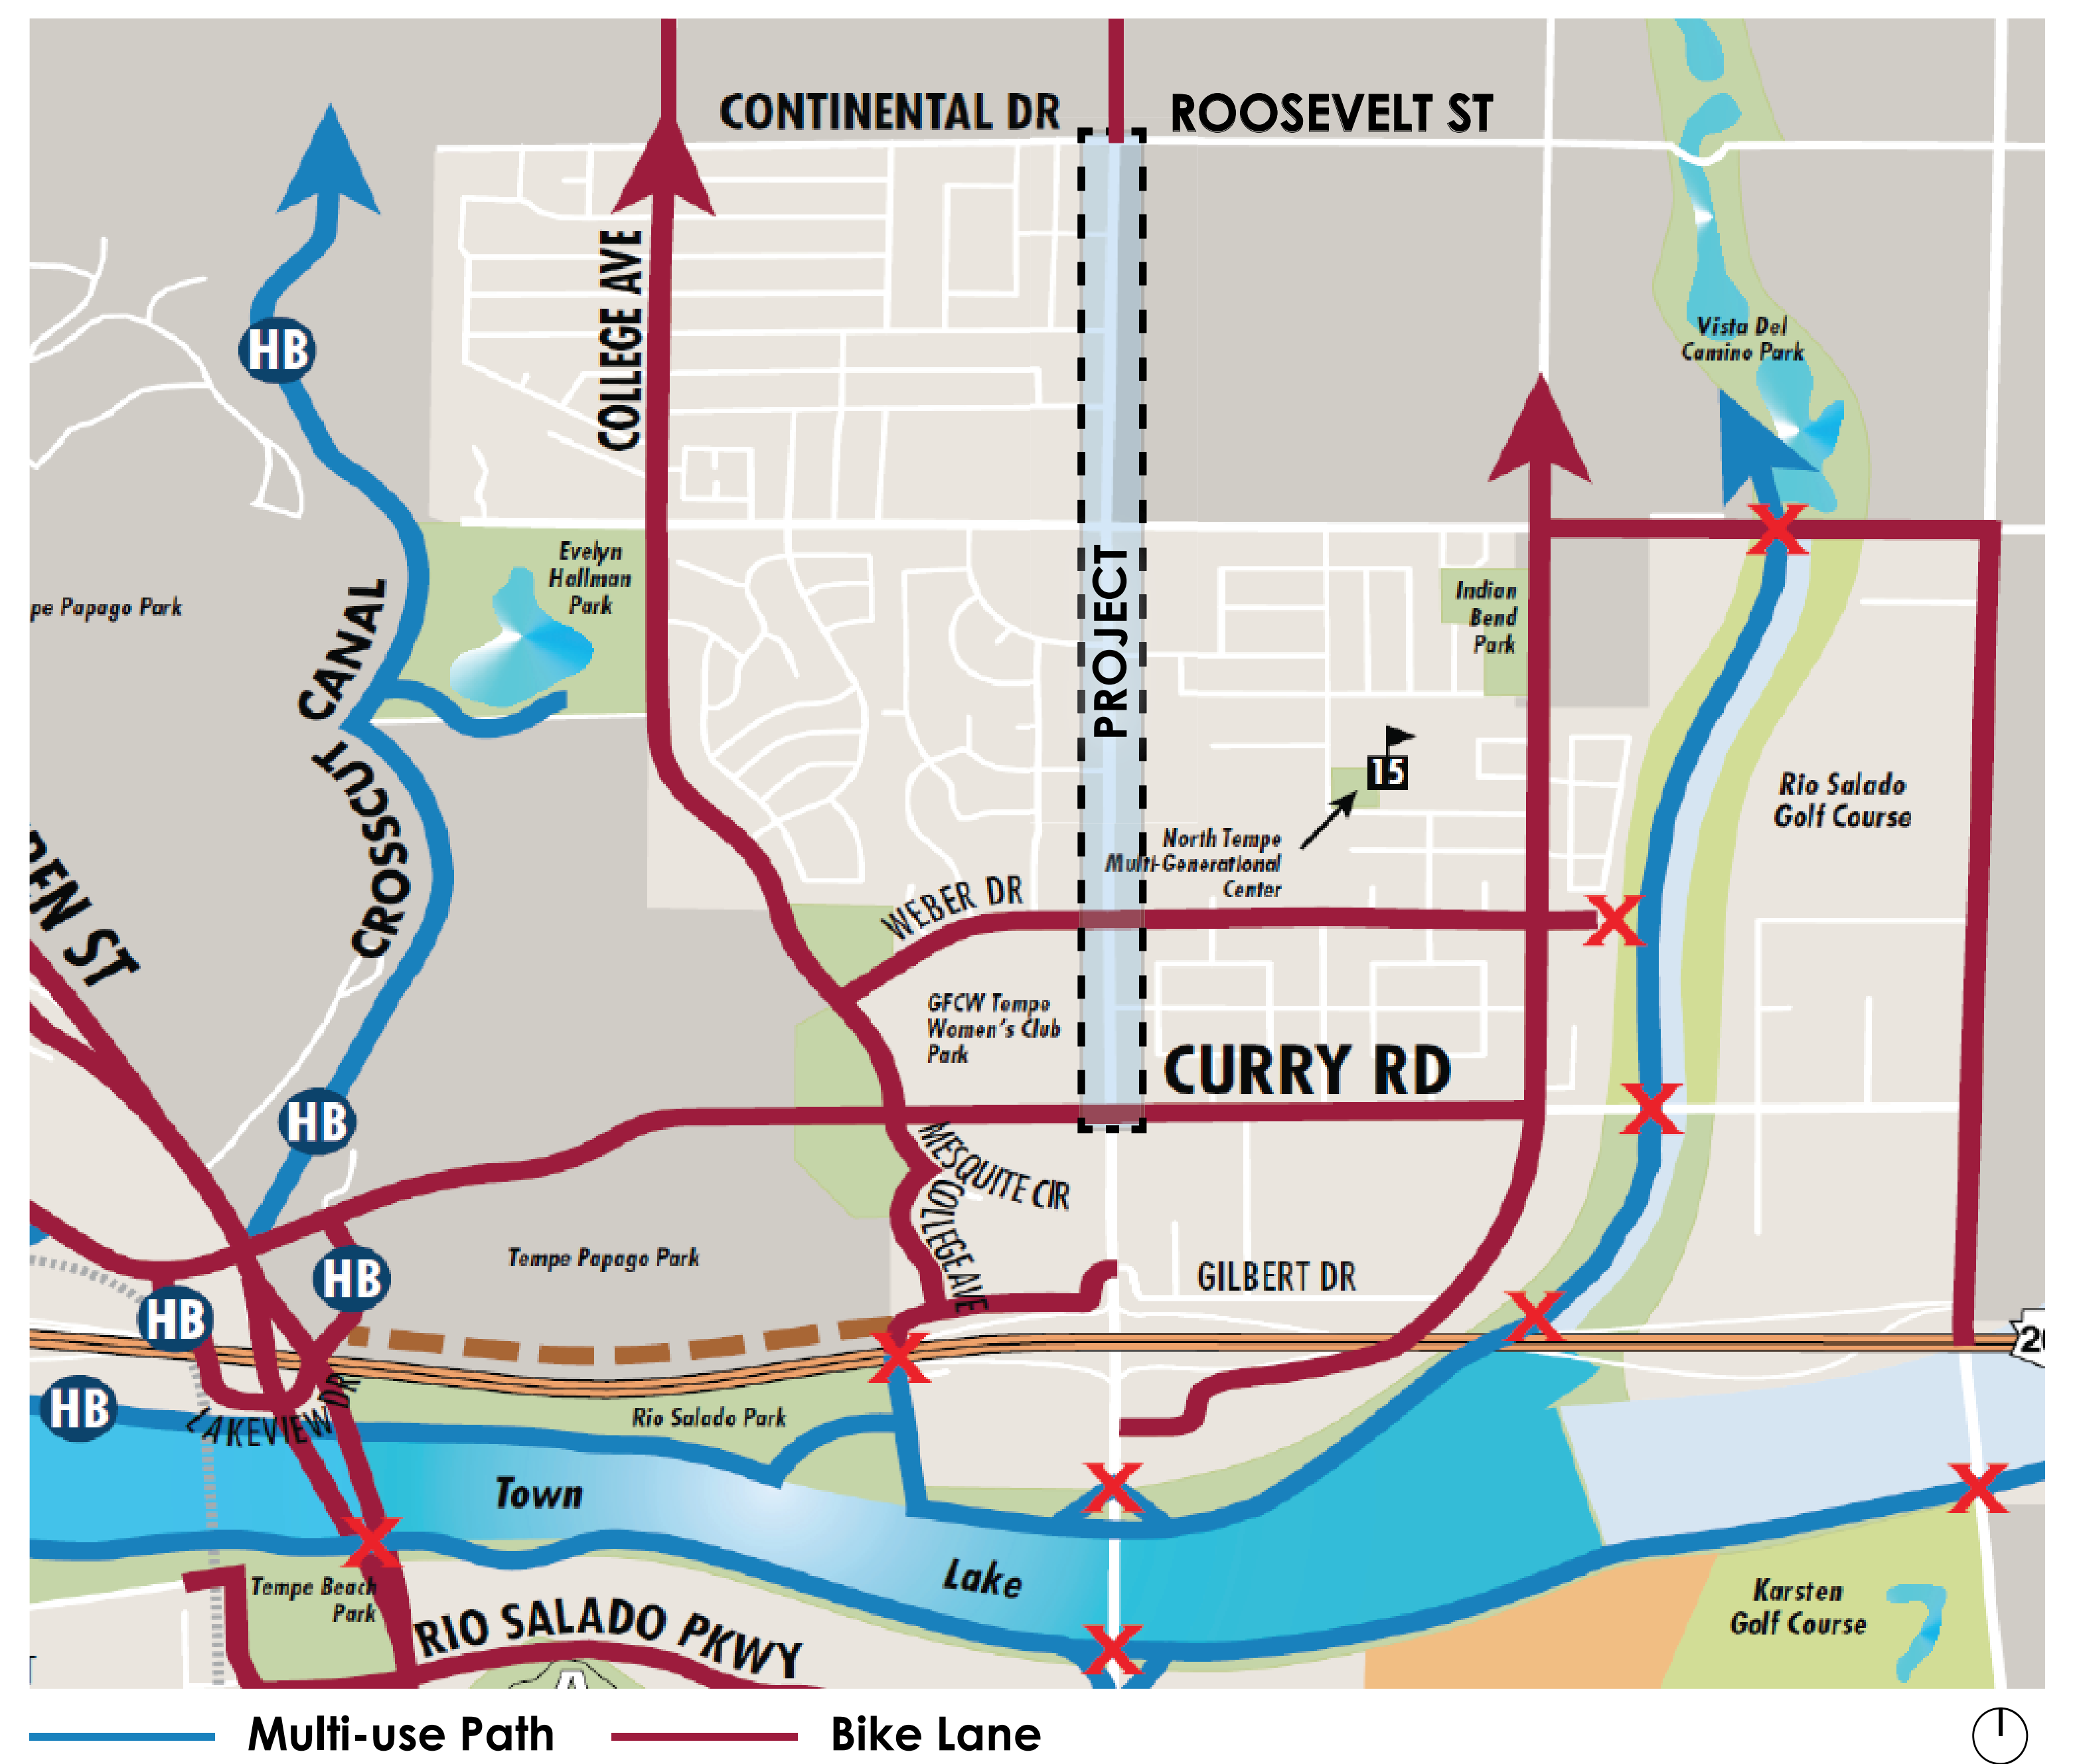 CONTINENTAL DR
ROOSEVELT ST
HB
COLLEGE AVE
Vista Del
Camino Park
Evelyn
Hallman
Park
pe Papago Park
CROSSCUT CANAL
PROJECT
Indian
Bend
Park
15
North Tempe
Multi-Generational
Center
Rio Salado
Golf Course
WEBER DR
GFCW Tempe
Women's Club
Park
CURRY RD
HB
MESQUITE CIR
COLLEGE AVE
Tempe Papago Park
HB
HB
GILBERT DR
HB
LAKEVIEW DR
Rio Salado Park
X
X
X
X
X
X
X
X
X
Town
Lake
Tempe Beach
Park
RIO SALADO PKWY
Karsten
Golf Course
Multi-use Path
Bike Lane